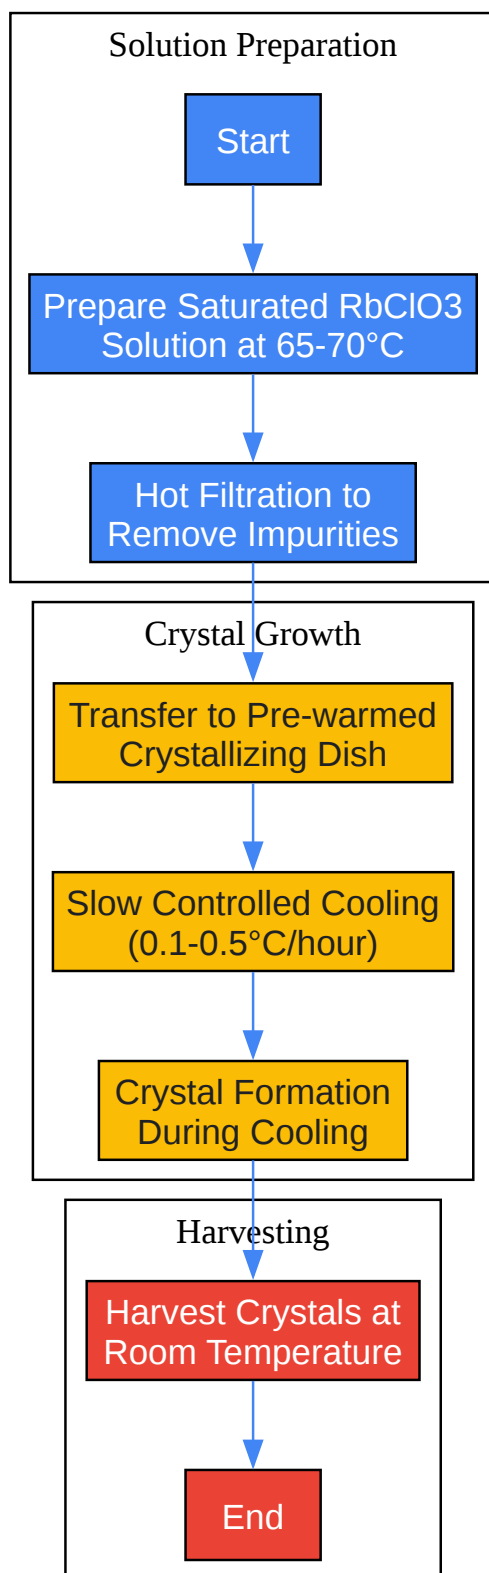 Solution Preparation
Start
Prepare Saturated RbClO3
Solution at 65-70°C
Hot Filtration to
Remove Impurities
Crystal Growth
Transfer to Pre-warmed
Crystallizing Dish
Slow Controlled Cooling
(0.1-0.5°C/hour)
Crystal Formation
During Cooling
Harvesting
Harvest Crystals at
Room Temperature
End